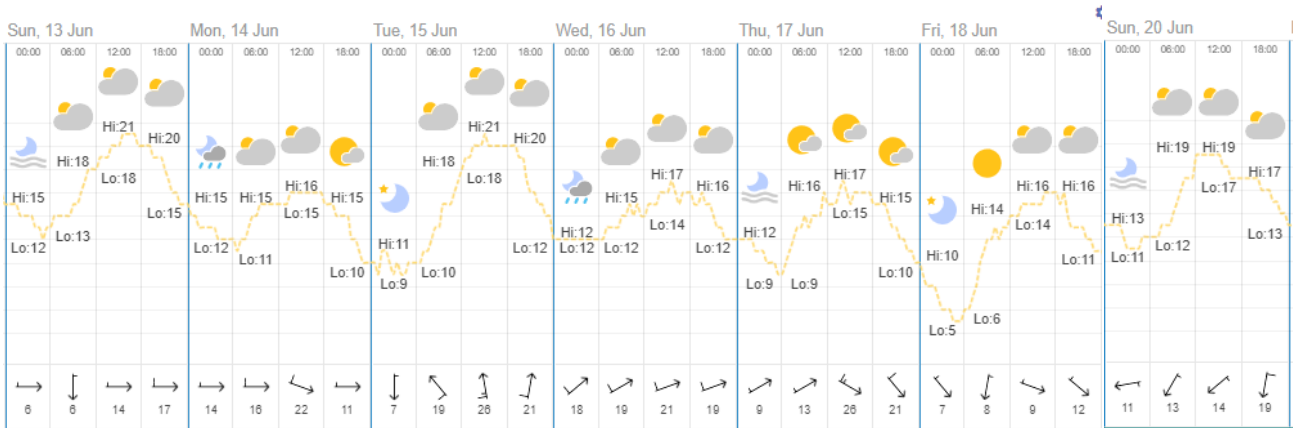 Sun, 13 Jun
00:00 06:00 12:00 18:00
Hi:15 Hi:18 Hi:21 Hi:20
Lo:12 Lo:13 Lo:18 Lo:15
6 6 14 17
Mon, 14 Jun
00:00 06:00 12:00 18:00
Hi:15 Hi:15 Hi:16 Hi:15
Lo:12 Lo:11 Lo:15 Lo:10
14 16 22 11
Tue, 15 Jun
00:00 06:00 12:00 18:00
Hi:11 Hi:18 Hi:21 Hi:20
Lo:9 Lo:10 Lo:18 Lo:12
7 19 26 21
Wed, 16 Jun
00:00 06:00 12:00 18:00
Hi:12 Hi:15 Hi:17 Hi:16
Lo:12 Lo:12 Lo:14 Lo:12
18 19 21 19
Thu, 17 Jun
00:00 06:00 12:00 18:00
Hi:12 Hi:16 Hi:17 Hi:15
Lo:9 Lo:9 Lo:15 Lo:10
9 13 26 21
Fri, 18 Jun
00:00 06:00 12:00 18:00
Hi:10 Hi:14 Hi:16 Hi:16
Lo:5 Lo:6 Lo:14 Lo:11
7 8 9 12
Sun, 20 Jun
00:00 06:00 12:00 18:00
Hi:13 Hi:19 Hi:19 Hi:17
Lo:11 Lo:12 Lo:17 Lo:13
11 13 14 19